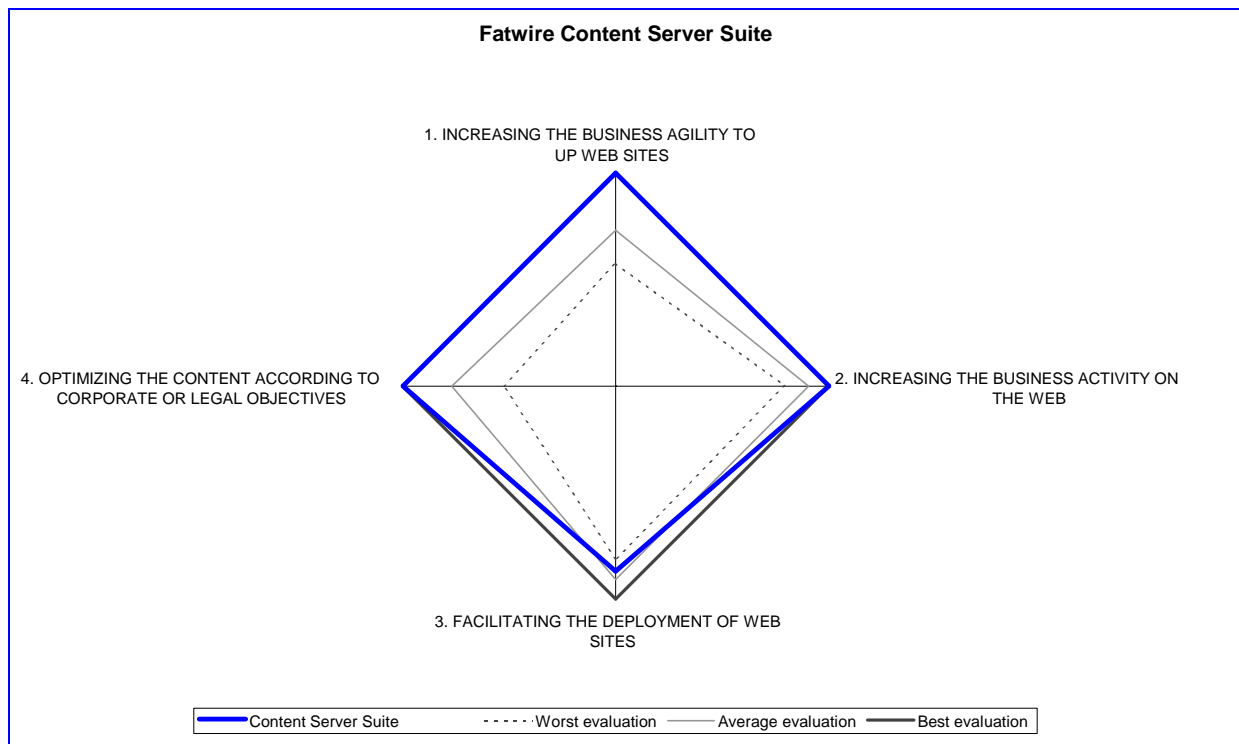 Fatwire Content Server Suite
1. INCREASING THE BUSINESS AGILITY TO
UP WEB SITES
4. OPTIMIZING THE CONTENT ACCORDING TO
CORPORATE OR LEGAL OBJECTIVES
2. INCREASING THE BUSINESS ACTIVITY ON
THE WEB
3. FACILITATING THE DEPLOYMENT OF WEB
SITES
Content Server Suite Worst evaluation Average evaluation Best evaluation